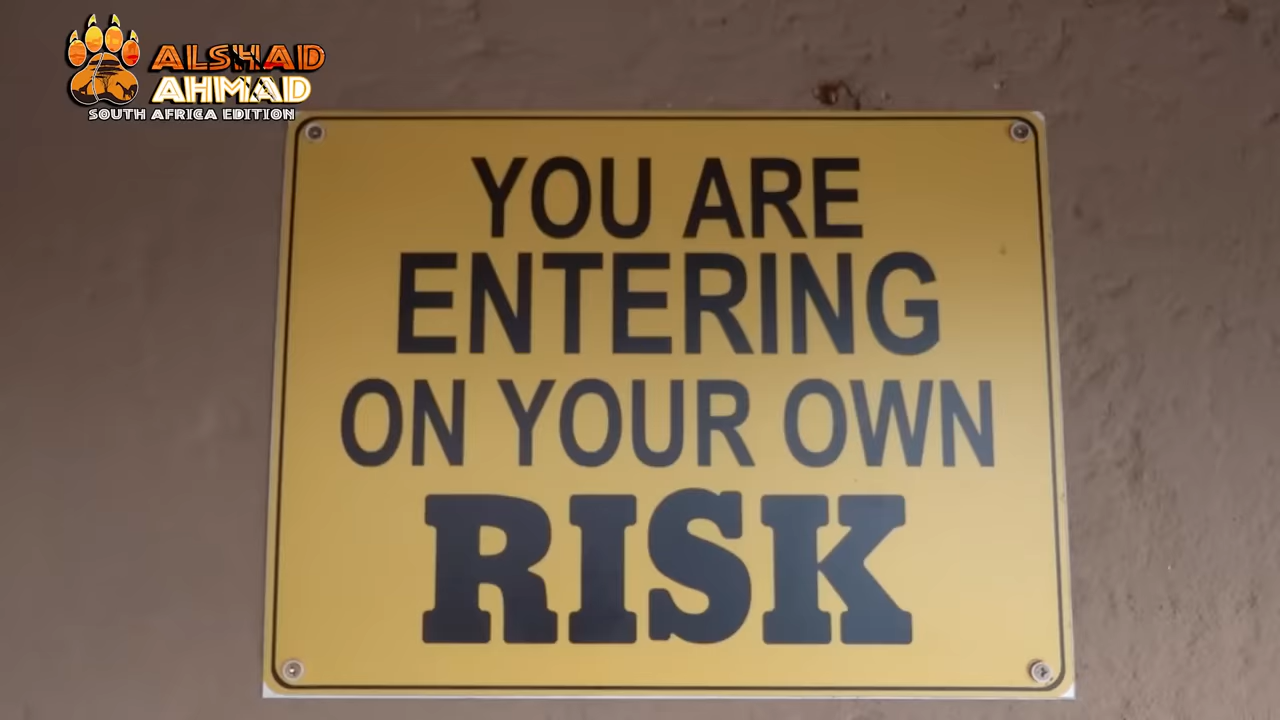 ALSHAD
AHMAD
SOUTH AFRICA EDITION
YOU ARE
ENTERING
ON YOUR OWN
RISK